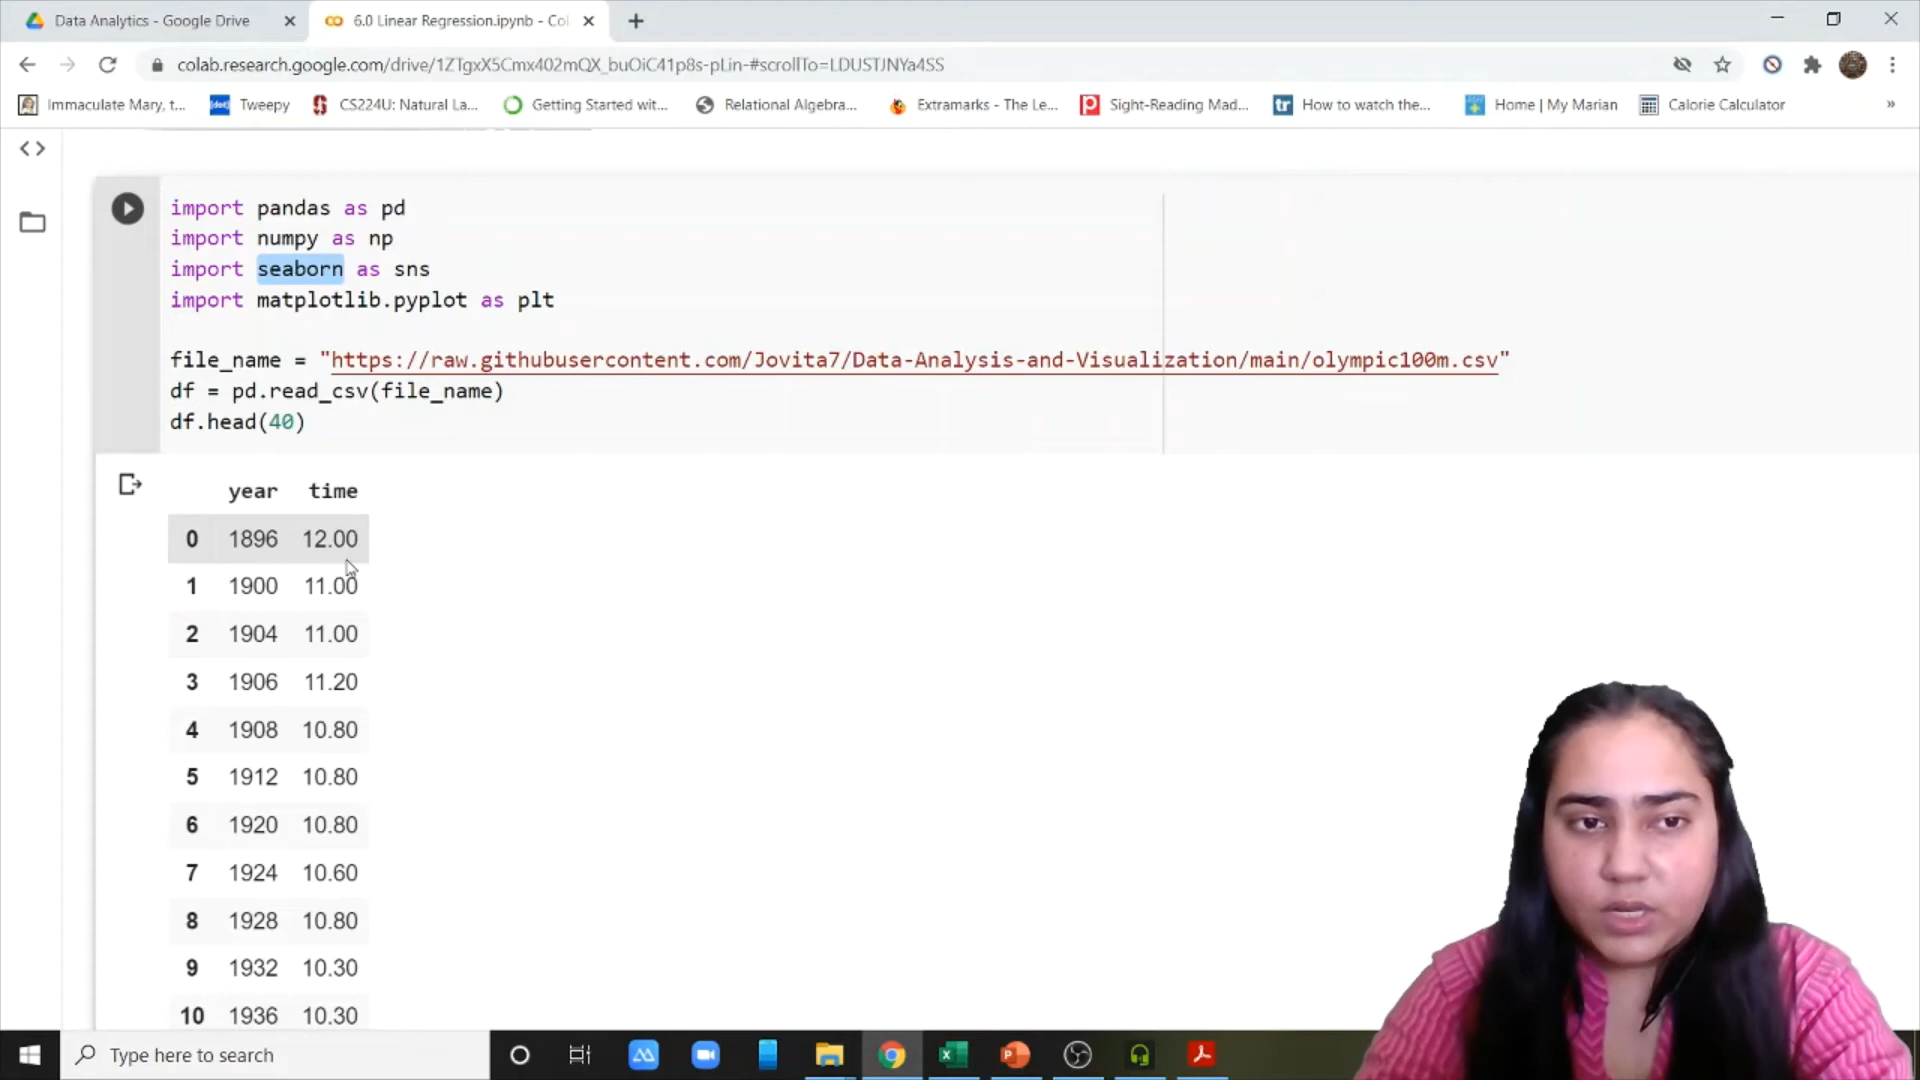 Data Analytics - Google Drive
6.0 Linear Regression.ipynb - Col
colab.research.google.com/drive/1ZTgxX5Cmx402mQX_buOiC41p8s-pLin-#scrollTo=LDUSTJNYa4SS
Immaculate Mary, t...
Tweepy
CS224U: Natural La...
Getting Started wit...
Relational Algebra...
Extramarks - The Le...
Sight-Reading Mad...
How to watch the...
Home | My Marian
Calorie Calculator
import pandas as pd
import numpy as np
import seaborn as sns
import matplotlib.pyplot as plt
file_name = "https://raw.githubusercontent.com/Jovita7/Data-Analysis-and-Visualization/main/olympic100m.csv"
df = pd.read_csv(file_name)
df.head(40)
year time
0 1896 12.00
1 1900 11.00
2 1904 11.00
3 1906 11.20
4 1908 10.80
5 1912 10.80
6 1920 10.80
7 1924 10.60
8 1928 10.80
9 1932 10.30
10 1936 10.30
Type here to search